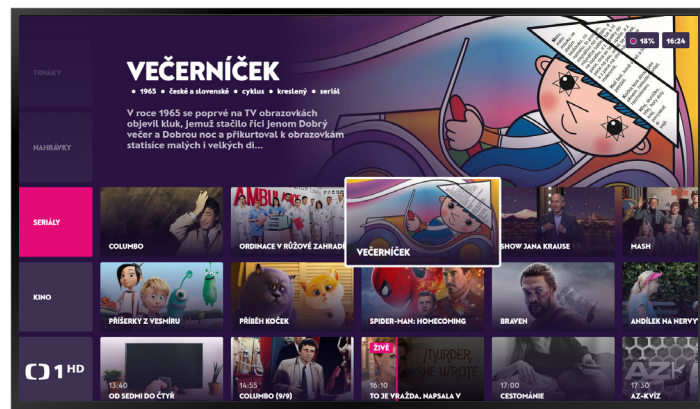 18% 16:24
TRHÁKY
VEČERNÍČEK
• 1965 • české a slovenské • cyklus • kreslený • seriál
V roce 1965 se poprvé na TV obrazovkách
objevil kluk, jemuž stačilo říci jenom Dobrý
večer a Dobrou noc a přikurtoval k obrazovkám
statisíce malých i velkých di...
NAHRÁVKY
SERIÁLY
COLUMBO
AMBUL
ORDINACE V RŮŽOVÉ ZAHRAD
VEČERNÍČEK
SHOW JANA KRAUSE
MASH
KINO
PŘÍŠERKY Z VESMÍRU
PŘÍBĚH KOČEK
SPIDER-MAN: HOMECOMING
BRAVEN
ANDÍLEK NA NERVY
1 HD
13:40
OD SEDMI DO ČTYŘ
14:55
COLUMBO (9/9)
ŽIVĚ
MURDER,
SHE WROTE
16:10
TO JE VRAŽDA, NAPSALA V
17:00
CESTOMÁNIE
AZK
17:30
AZ-KVÍZ